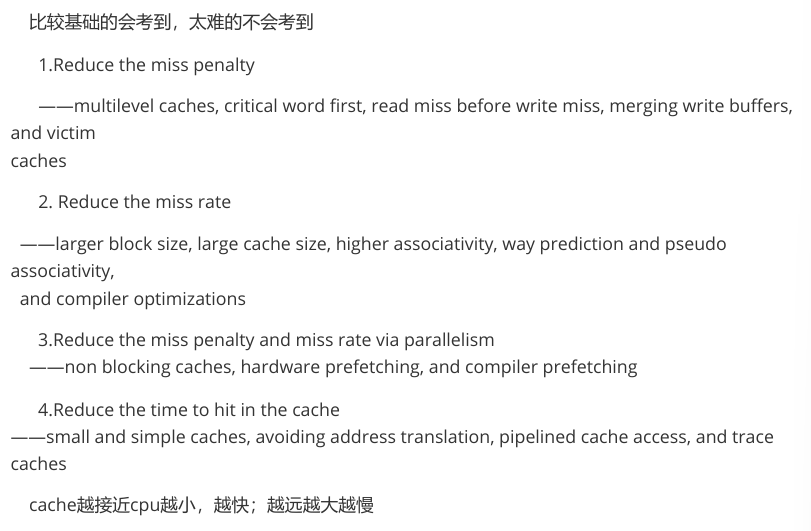 比较基础的会考到，太难的不会考到
1.Reduce the miss penalty
——multilevel caches, critical word first, read miss before write miss, merging write buffers,
and victim
caches
2. Reduce the miss rate
——larger block size, large cache size, higher associativity, way prediction and pseudo
associativity,
and compiler optimizations
3.Reduce the miss penalty and miss rate via parallelism
——non blocking caches, hardware prefetching, and compiler prefetching
4.Reduce the time to hit in the cache
——small and simple caches, avoiding address translation, pipelined cache access, and trace
caches
cache越接近cpu越小，越快；越远越大越慢